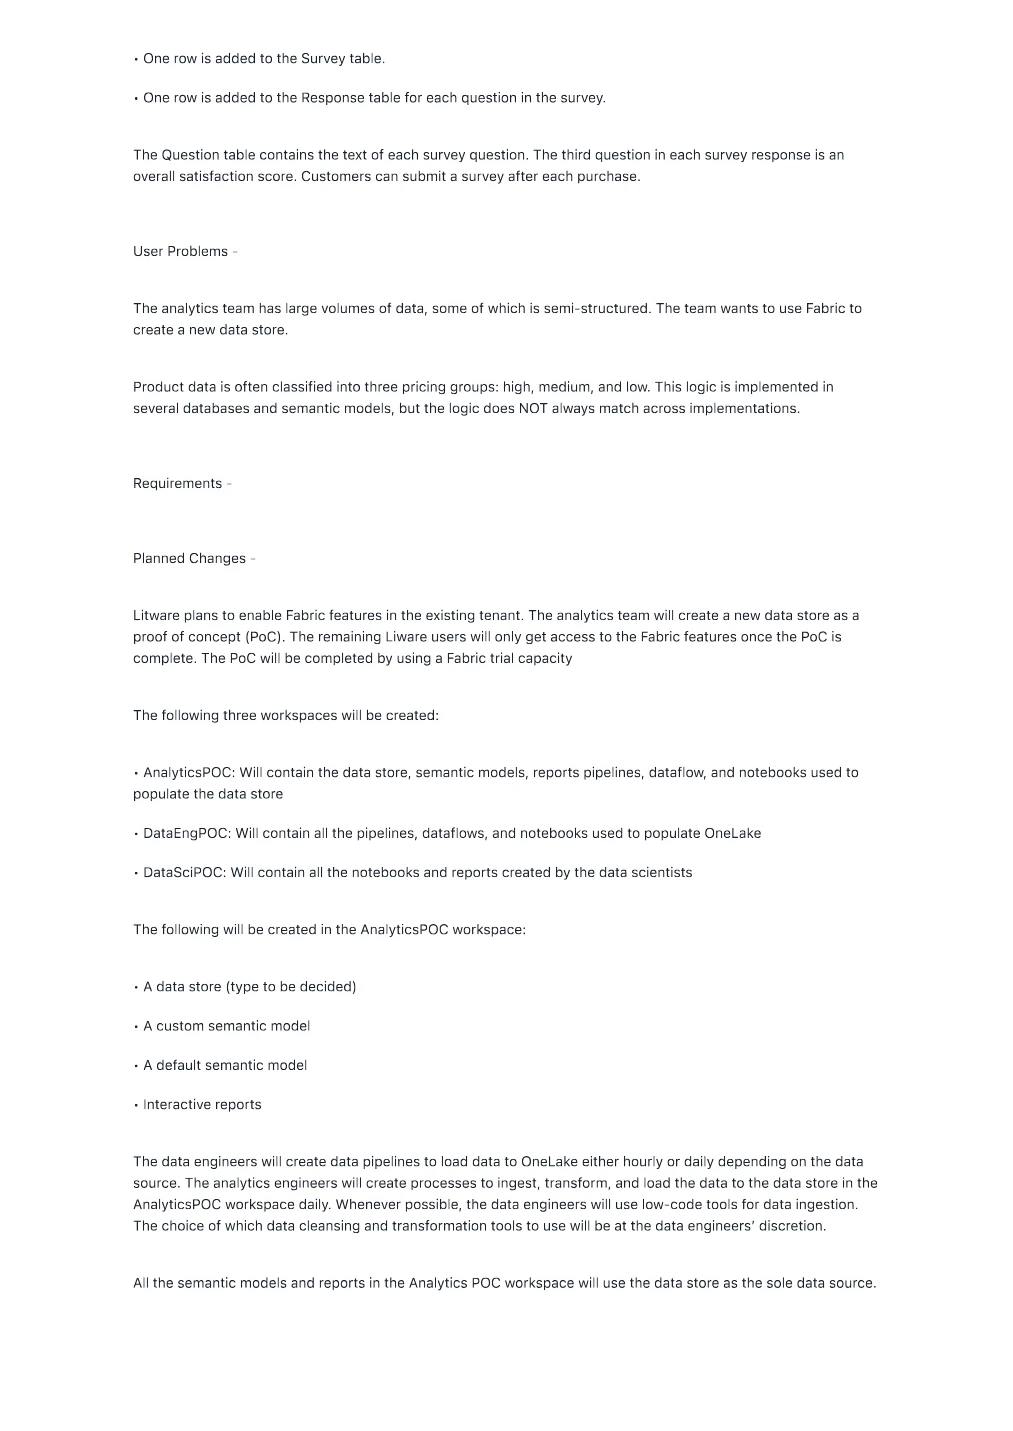 • One row is added to the Survey table.
• One row is added to the Response table for each question in the survey.
The Question table contains the text of each survey question. The third question in each survey response is an
overall satisfaction score. Customers can submit a survey after each purchase.
User Problems -
The analytics team has large volumes of data, some of which is semi-structured. The team wants to use Fabric to
create a new data store.
Product data is often classified into three pricing groups: high, medium, and low. This logic is implemented in
several databases and semantic models, but the logic does NOT always match across implementations.
Requirements -
Planned Changes -
Litware plans to enable Fabric features in the existing tenant. The analytics team will create a new data store as a
proof of concept (PoC). The remaining Liware users will only get access to the Fabric features once the PoC is
complete. The PoC will be completed by using a Fabric trial capacity
The following three workspaces will be created:
• AnalyticsPOC: Will contain the data store, semantic models, reports pipelines, dataflow, and notebooks used to
populate the data store
• DataEngPOC: Will contain all the pipelines, dataflows, and notebooks used to populate OneLake
• DataSciPOC: Will contain all the notebooks and reports created by the data scientists
The following will be created in the AnalyticsPOC workspace:
• A data store (type to be decided)
• A custom semantic model
• A default semantic model
• Interactive reports
The data engineers will create data pipelines to load data to OneLake either hourly or daily depending on the data
source. The analytics engineers will create processes to ingest, transform, and load the data to the data store in the
AnalyticsPOC workspace daily. Whenever possible, the data engineers will use low-code tools for data ingestion.
The choice of which data cleansing and transformation tools to use will be at the data engineers’ discretion.
All the semantic models and reports in the Analytics POC workspace will use the data store as the sole data source.